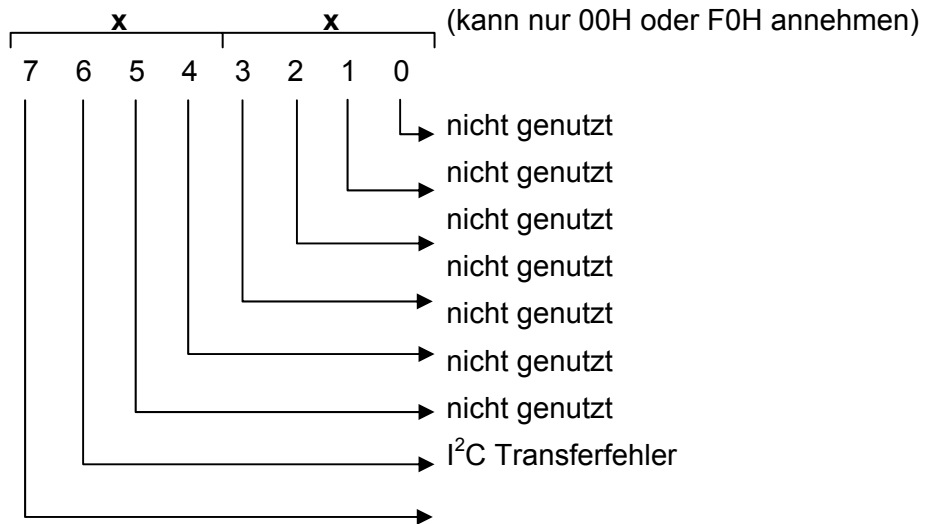 x x (kann nur 00H oder F0H annehmen)
7 6 5 4 3 2 1 0
nicht genutzt
nicht genutzt
nicht genutzt
nicht genutzt
nicht genutzt
nicht genutzt
nicht genutzt
I²C Transferfehler